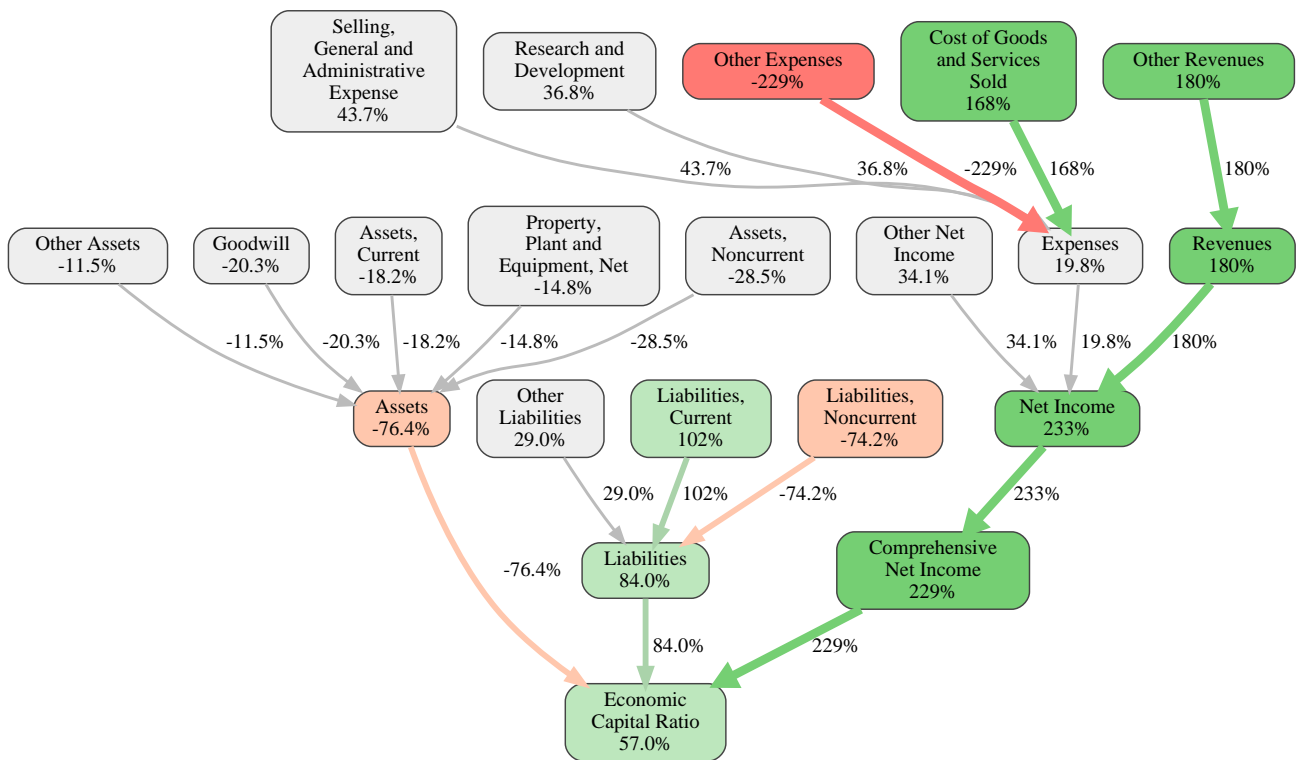 Selling,
General and
Administrative
Expense
43.7%
Research and
Development
36.8%
Other Expenses
-229%
Cost of Goods
and Services
Sold
168%
Other Revenues
180%
43.7%
36.8%
-229%
168%
180%
Other Assets
-11.5%
Goodwill
-20.3%
Assets,
Current
-18.2%
Property,
Plant and
Equipment, Net
-14.8%
Assets,
Noncurrent
-28.5%
Other Net
Income
34.1%
Expenses
19.8%
Revenues
180%
-11.5%
-20.3%
-18.2%
-14.8%
-28.5%
34.1%
19.8%
180%
Assets
-76.4%
Other
Liabilities
29.0%
Liabilities,
Current
102%
Liabilities,
Noncurrent
-74.2%
Net Income
233%
29.0%
102%
-74.2%
233%
-76.4%
Liabilities
84.0%
Comprehensive
Net Income
229%
84.0%
229%
Economic
Capital Ratio
57.0%